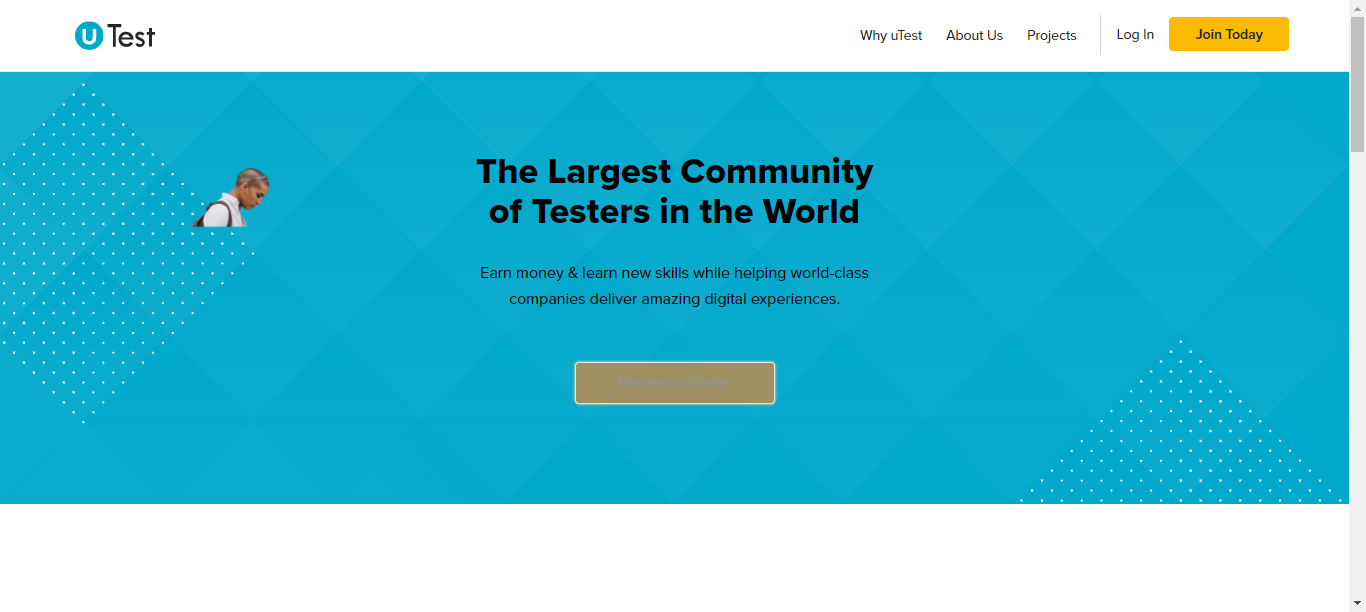 uTest
Why uTest
About Us
Projects
Log In
Join Today
The Largest Community
of Testers in the World
Earn money & learn new skills while helping world-class
companies deliver amazing digital experiences.
Become a uTester